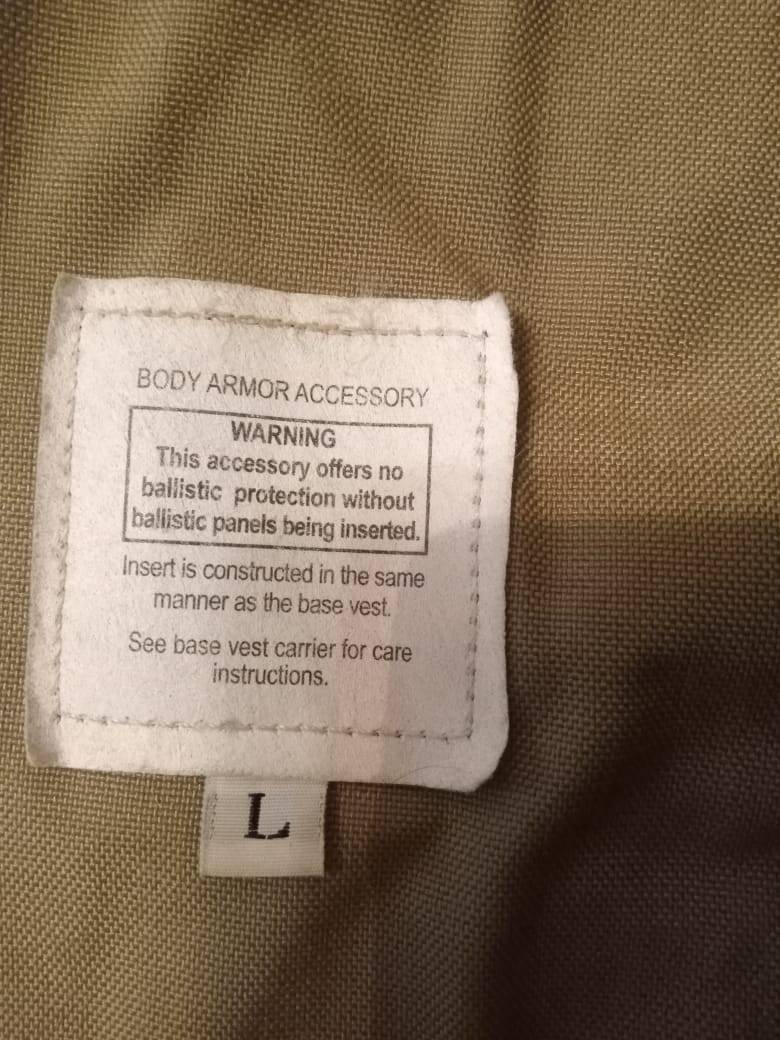 BODY ARMOR ACCESSORY
WARNING
This accessory offers no
ballistic protection without
ballistic panels being inserted.
Insert is constructed in the same
manner as the base vest.
See base vest carrier for care
instructions.
L